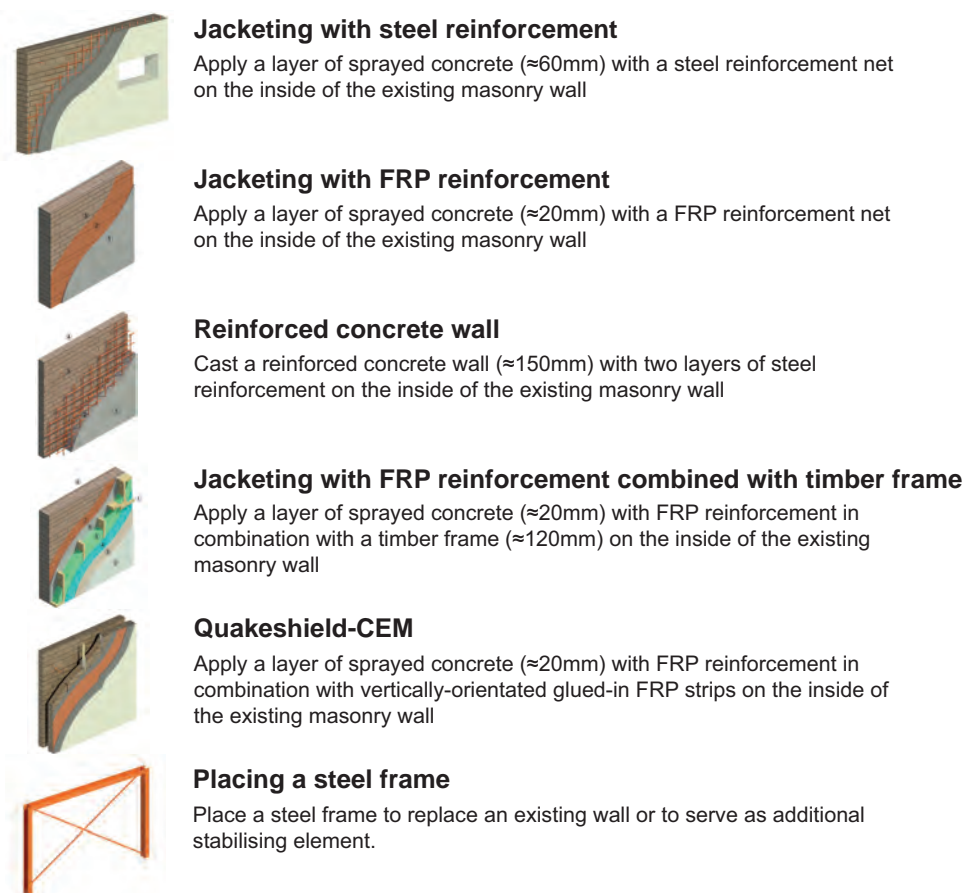 Jacketing with steel reinforcement
Apply a layer of sprayed concrete (≈60mm) with a steel reinforcement net
on the inside of the existing masonry wall
Jacketing with FRP reinforcement
Apply a layer of sprayed concrete (≈20mm) with a FRP reinforcement net
on the inside of the existing masonry wall
Reinforced concrete wall
Cast a reinforced concrete wall (≈150mm) with two layers of steel
reinforcement on the inside of the existing masonry wall
Jacketing with FRP reinforcement combined with timber frame
Apply a layer of sprayed concrete (≈20mm) with FRP reinforcement in
combination with a timber frame (≈120mm) on the inside of the existing
masonry wall
Quakeshield-CEM
Apply a layer of sprayed concrete (≈20mm) with FRP reinforcement in
combination with vertically-orientated glued-in FRP strips on the inside of
the existing masonry wall
Placing a steel frame
Place a steel frame to replace an existing wall or to serve as additional
stabilising element.